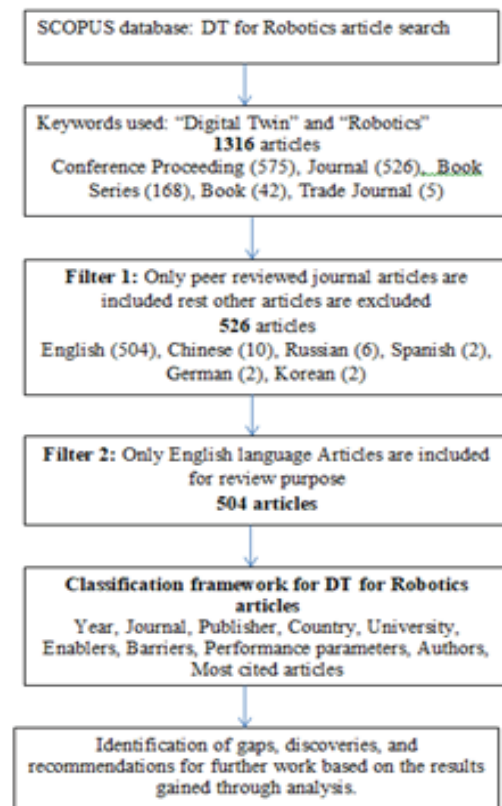 SCOPUS database: DT for Robotics article search
Keywords used: “Digital Twin” and “Robotics”
1316 articles
Conference Proceeding (575), Journal (526), Book
Series (168), Book (42), Trade Journal (5)
Filter 1: Only peer reviewed journal articles are
included rest other articles are excluded
526 articles
English (504), Chinese (10), Russian (6), Spanish (2),
German (2), Korean (2)
Filter 2: Only English language Articles are included
for review purpose
504 articles
Classification framework for DT for Robotics
articles
Year, Journal, Publisher, Country, University,
Enablers, Barriers, Performance parameters, Authors,
Most cited articles
Identification of gaps, discoveries, and
recommendations for further work based on the results
gained through analysis.